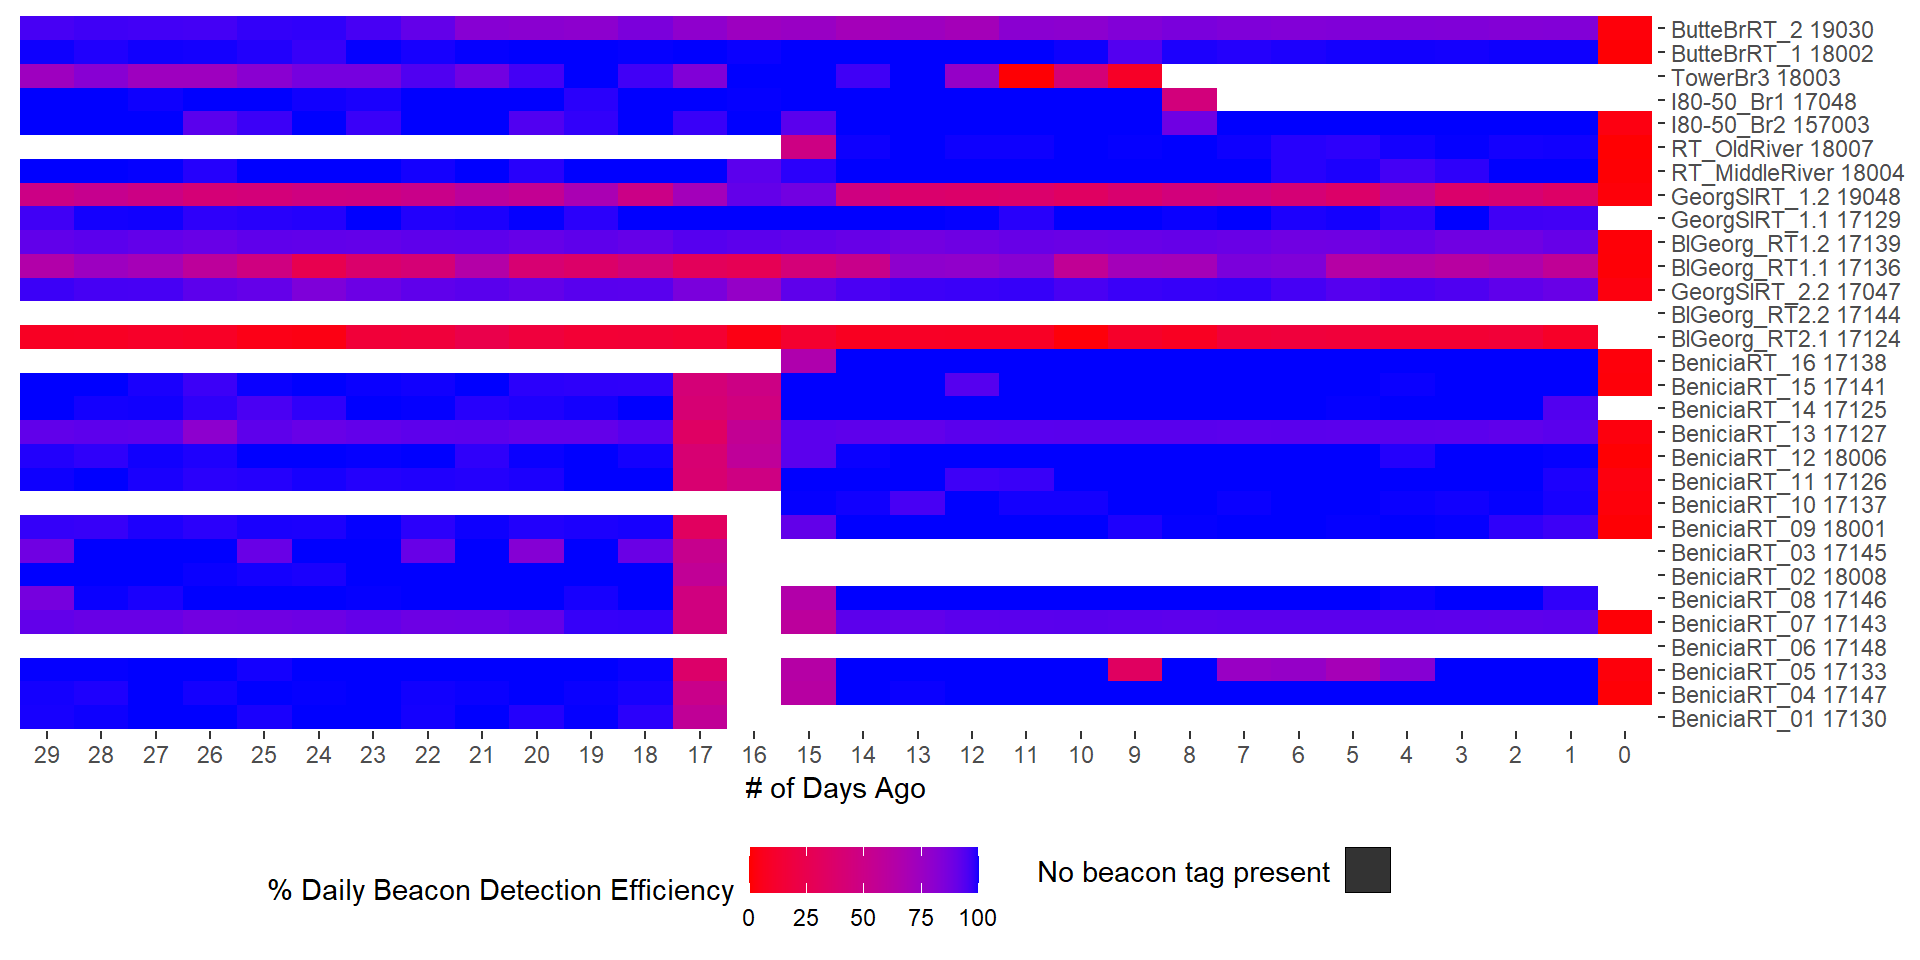 ButteBrRT_2 19030
ButteBrRT_1 18002
TowerBr3 18003
I80-50_Br1 17048
I80-50_Br2 157003
RT_OldRiver 18007
RT_MiddleRiver 18004
GeorgSlRT_1.2 19048
GeorgSlRT_1.1 17129
BlGeorg_RT1.2 17139
BlGeorg_RT1.1 17136
GeorgSlRT_2.2 17047
BlGeorg_RT2.2 17144
BlGeorg_RT2.1 17124
BeniciaRT_16 17138
BeniciaRT_15 17141
BeniciaRT_14 17125
BeniciaRT_13 17127
BeniciaRT_12 18006
BeniciaRT_11 17126
BeniciaRT_10 17137
BeniciaRT_09 18001
BeniciaRT_03 17145
BeniciaRT_02 18008
BeniciaRT_08 17146
BeniciaRT_07 17143
BeniciaRT_06 17148
BeniciaRT_05 17133
BeniciaRT_04 17147
BeniciaRT_01 17130
29 28 27 26 25 24 23 22 21 20 19 18 17 16 15 14 13 12 11 10 9 8 7 6 5 4 3 2 1 0
# of Days Ago
% Daily Beacon Detection Efficiency
0 25 50 75 100
No beacon tag present